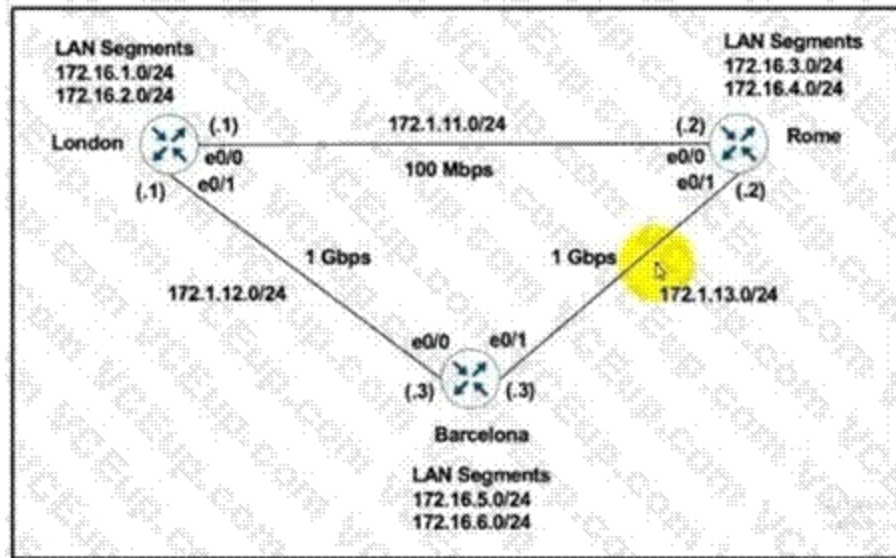 LAN Segments
172.16.1.0/24
172.16.2.0/24
LAN Segments
172.16.3.0/24
172.16.4.0/24
London
(.1)
172.1.11.0/24
(.2)
Rome
e0/0
100 Mbps
e0/0
(.1)
e0/1
e0/1
(.2)
1 Gbps
1 Gbps
172.1.12.0/24
172.1.13.0/24
e0/0
e0/1
(.3)
(.3)
Barcelona
LAN Segments
172.16.5.0/24
172.16.6.0/24